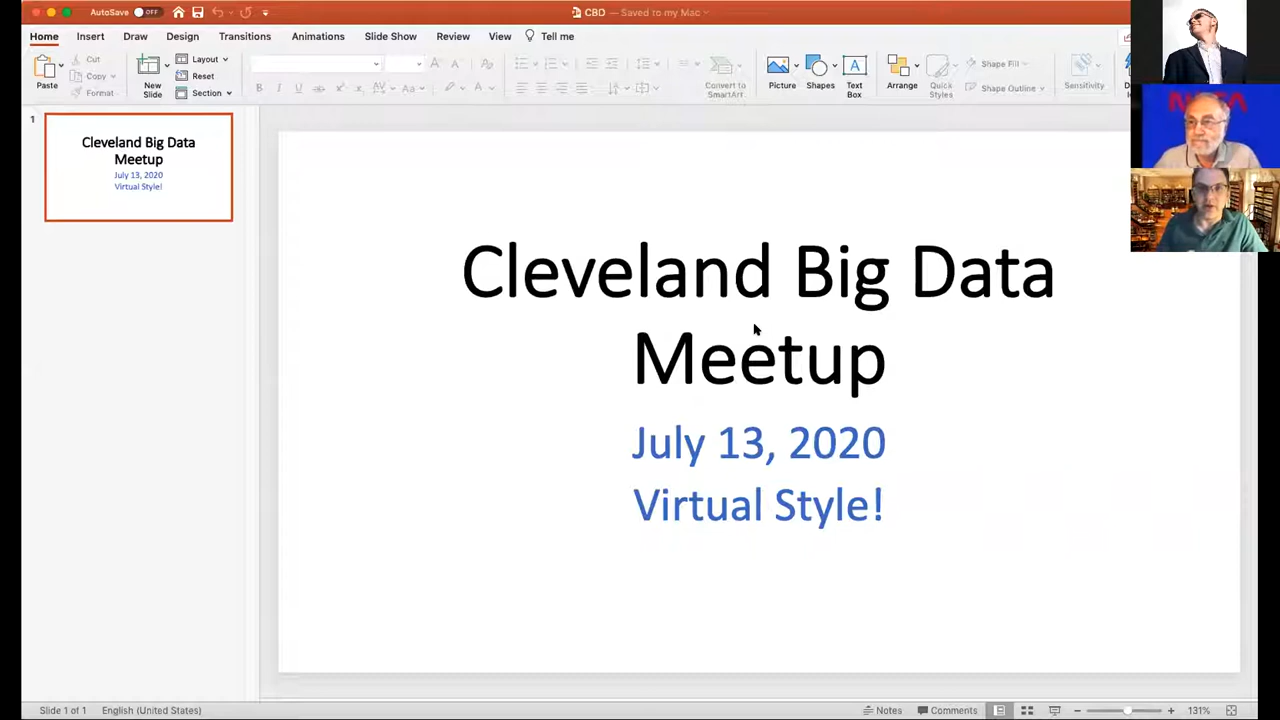 AutoSave OFF
CBD — Saved to my Mac
Home Insert Draw Design Transitions Animations Slide Show Review View Tell me
Paste
Cut
Copy
Format
New Slide
Layout
Reset
Section
Convert to SmartArt
Picture
Shapes
Text Box
Arrange
Quick Styles
Shape Fill
Shape Outline
Sensitivity
1
Cleveland Big Data
Meetup
July 13, 2020
Virtual Style!
Cleveland Big Data
Meetup
July 13, 2020
Virtual Style!
Slide 1 of 1 English (United States) Notes Comments 131%